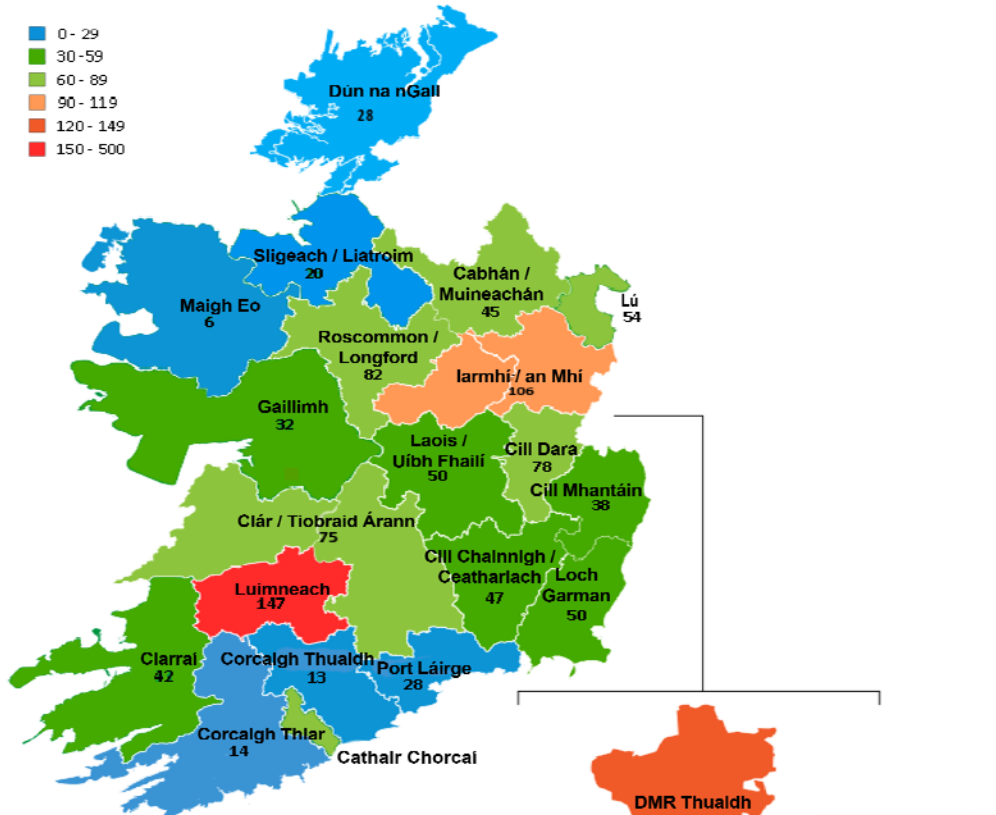 0 - 29
30 -59
60 - 89
90 - 119
120 - 149
150 - 500
Dún na nGall
28
Sligeach / Liatroim
20
Maigh Eo
6
Cabhán /
Muineachán
45
Lú
54
Roscommon /
Longford
82
Iarmhí / an Mhí
106
Gaillimh
32
Laois /
Uíbh Fhailí
50
Cill Dara
78
Cill Mhantáin
38
Clár / Tiobraid Árann
75
Cill Chainnigh /
Ceatharlach
47
Loch
Garman
50
Luimneach
147
Ciarraí
42
Corcaigh Thuaidh
13
Port Láirge
28
Corcaigh Thiar
14
Cathair Chorcaí
DMR Thuaidh